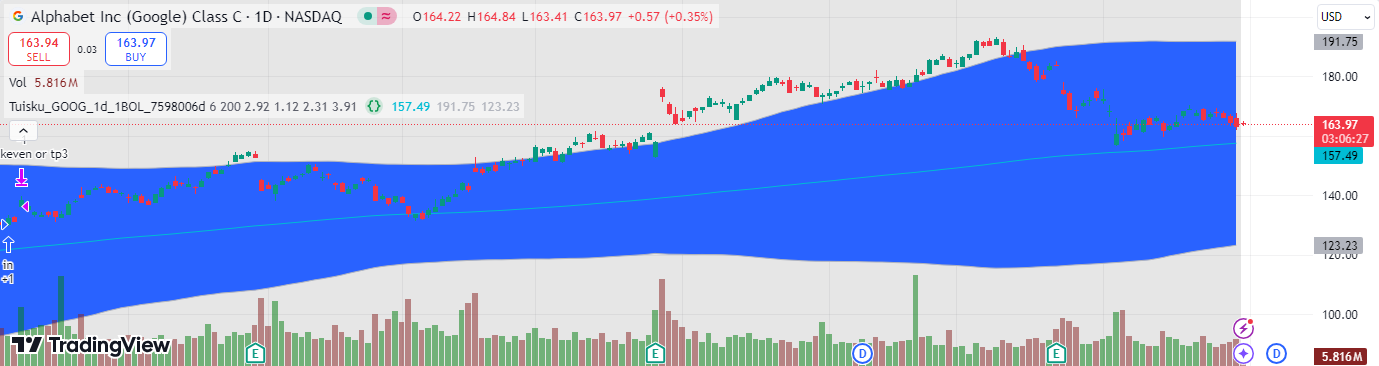 Alphabet Inc (Google) Class C · 1D · NASDAQ O164.22 H164.84 L163.41 C163.97 +0.57 (+0.35%)
USD
163.94 SELL 0.03 163.97 BUY
191.75
180.00
Vol 5.816M
Tuisku_GOOG_1d_1BOL_7598006d 6 200 2.92 1.12 2.31 3.91 {} 157.49 191.75 123.23
163.97
03:06:27
keven or tp3
157.49
140.00
123.23
120.00
in
+1
100.00
TradingView
E E D E D
5.816M